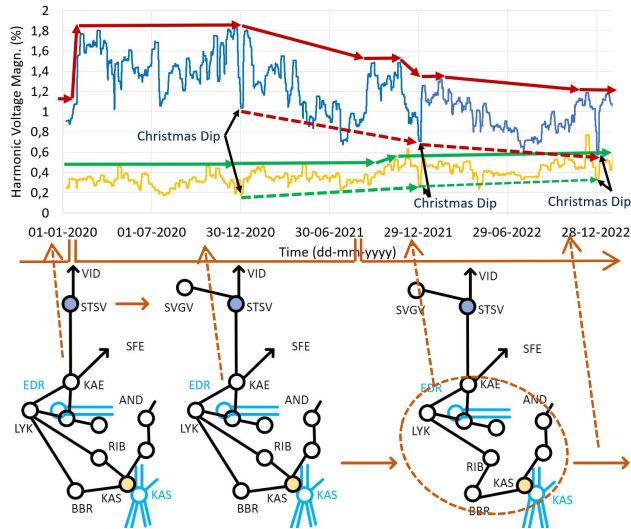 Harmonic Voltage Magn. (%)
2
1,8
1,6
1,4
1,2
1
0,8
0,6
0,4
0,2
0
Christmas Dip
Christmas Dip
Christmas Dip
01-01-2020
01-07-2020
30-12-2020
30-06-2021
29-12-2021
29-06-2022
28-12-2022
Time (dd-mm-yyyy)
VID
STSV
SFE
EDR
KAE
AND
LYK
RIB
BBR
KAS
KAS
VID
SVGV
STSV
SFE
EDR
KAE
AND
LYK
RIB
BBR
KAS
KAS
VID
SVGV
STSV
SFE
EDR
KAE
AND
LYK
RIB
BBR
KAS
KAS